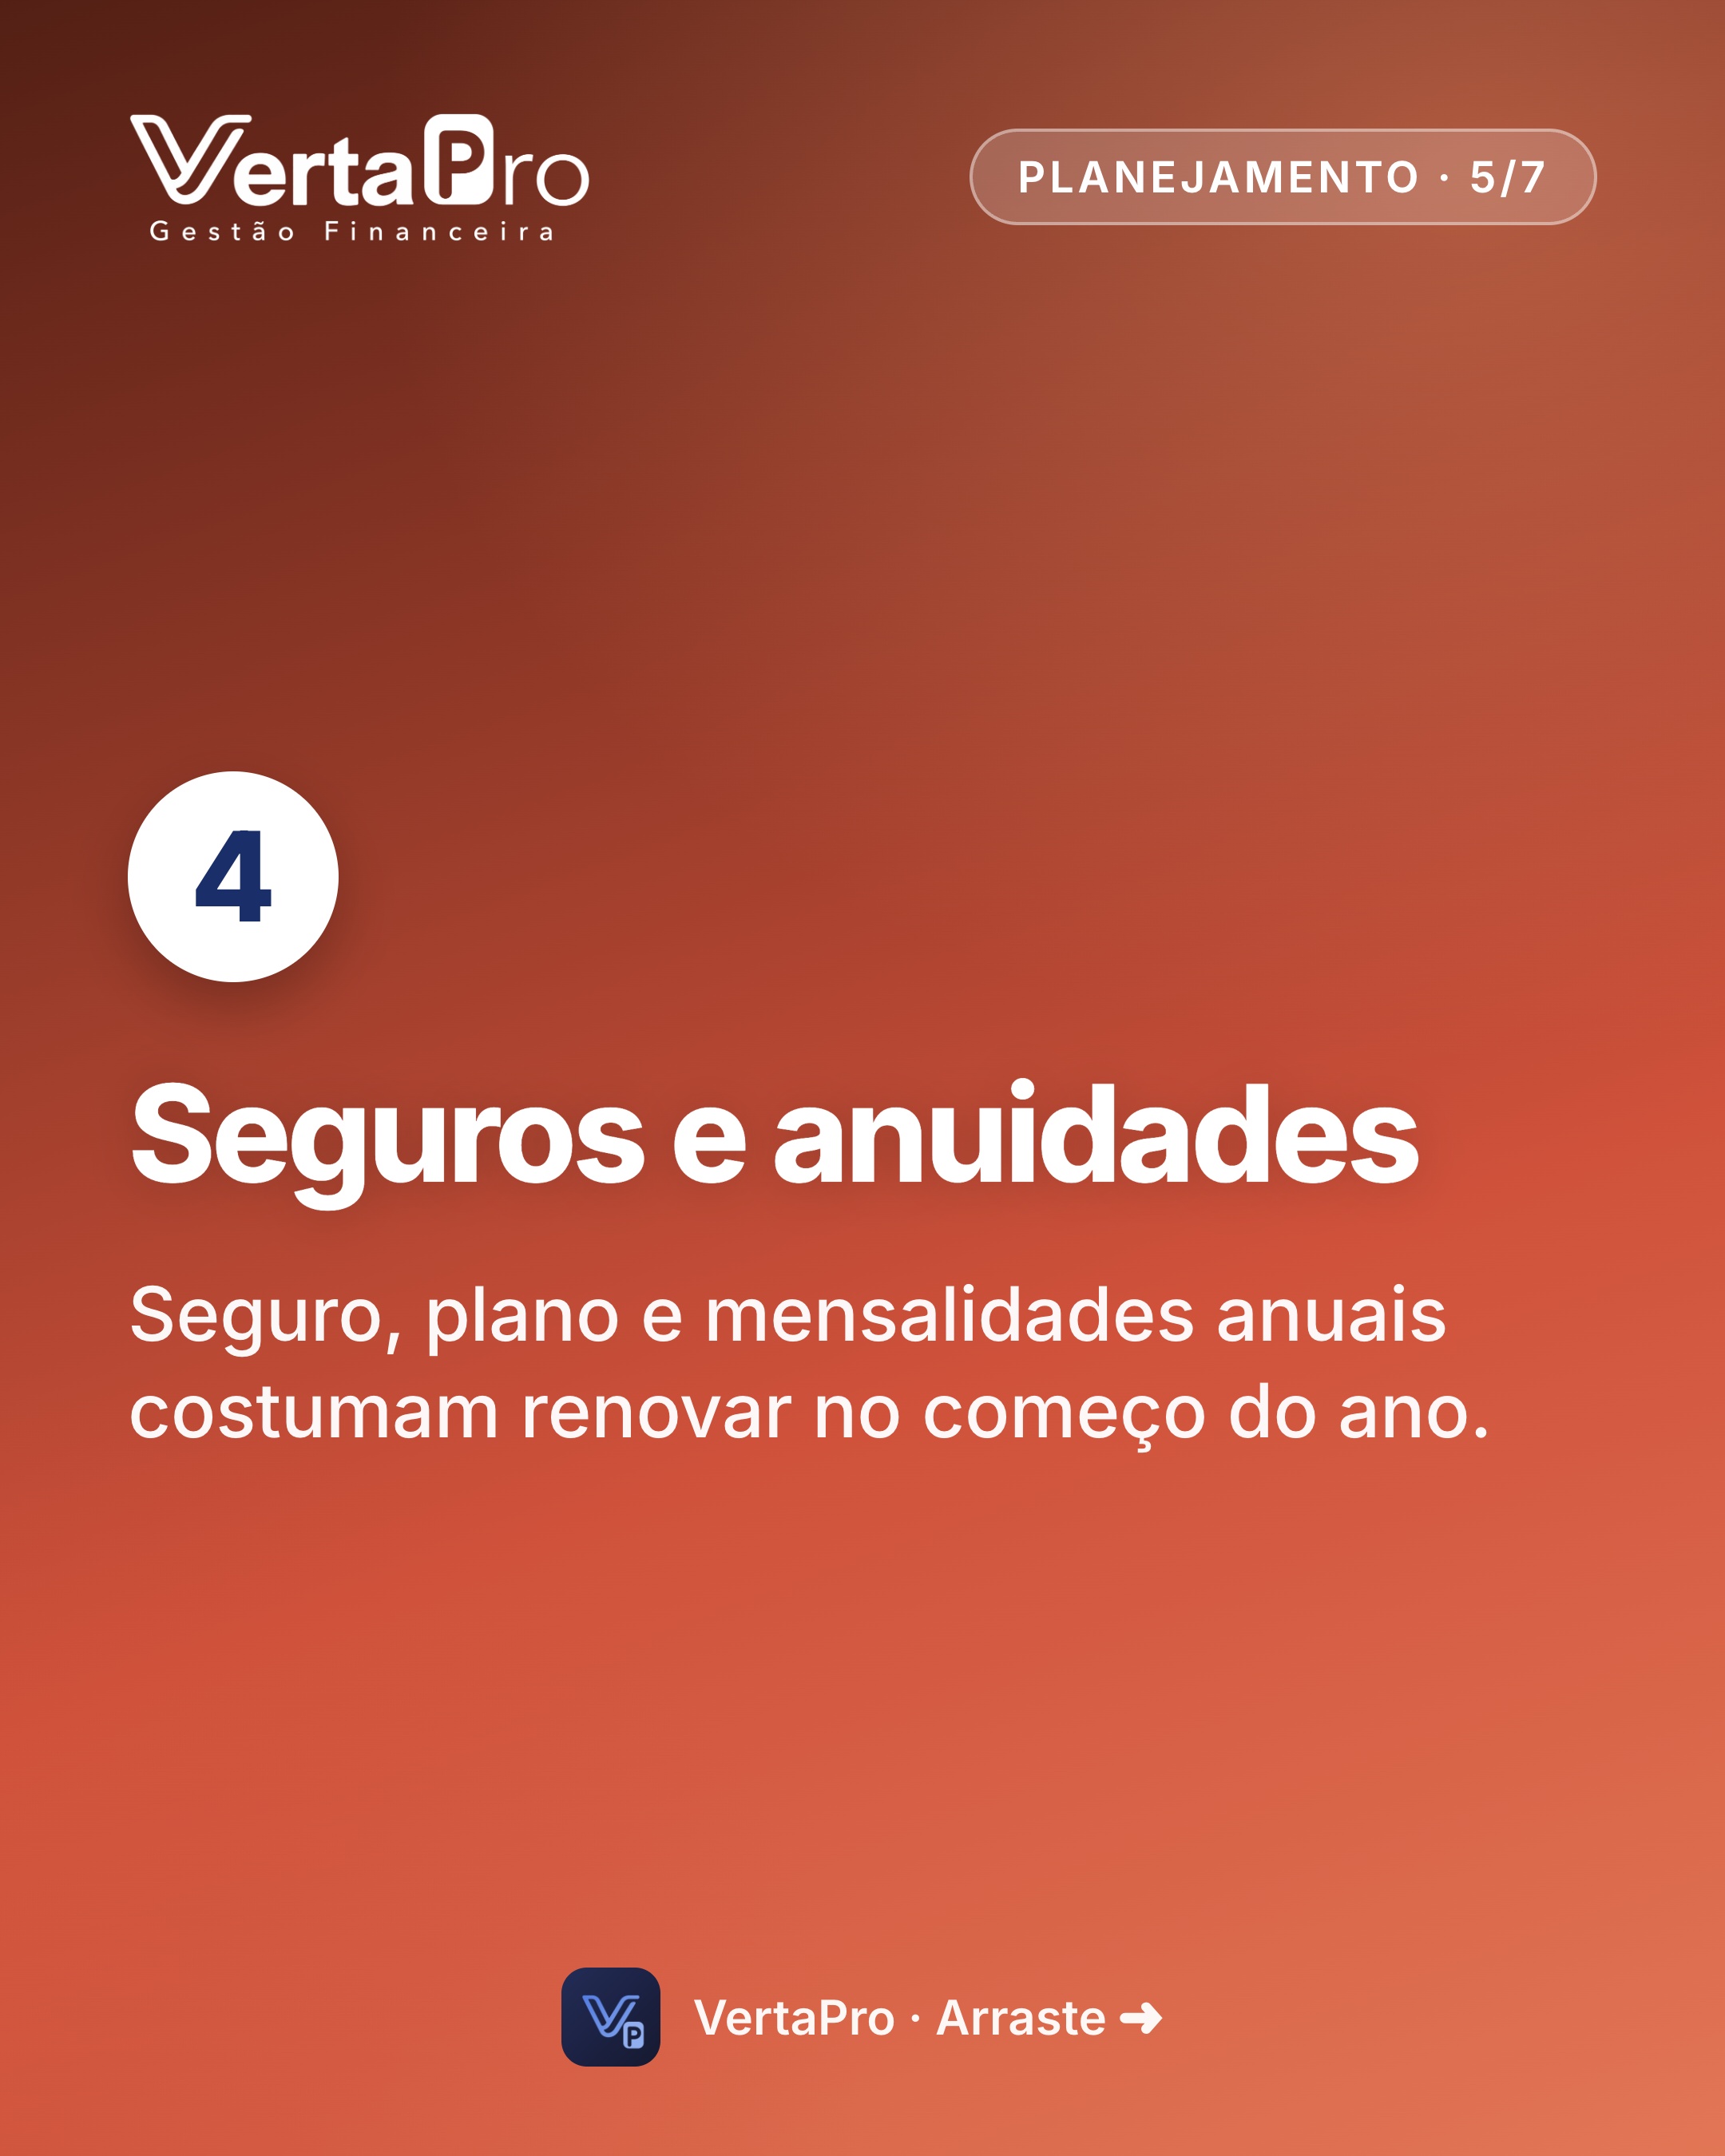 VertaPro
Gestão Financeira
PLANEJAMENTO · 5/7
4
Seguros e anuidades
Seguro, plano e mensalidades anuais
costumam renovar no começo do ano.
VertaPro · Arraste →